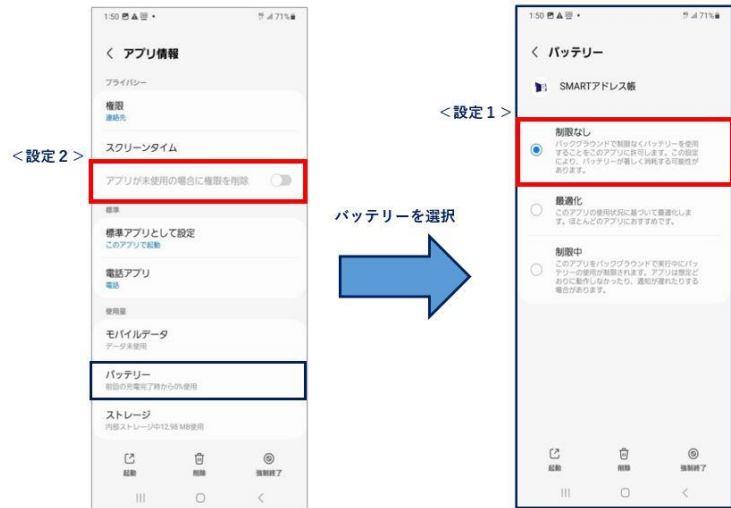 1:50
71%
アプリ情報
プライバシー
権限
連絡先
スクリーンタイム
<設定2>
アプリが未使用の場合に権限を削除
標準
標準アプリとして設定
このアプリで起動
電話アプリ
電話
使用量
モバイルデータ
データ未使用
バッテリー
前回の充電完了時から0%使用
ストレージ
内部ストレージ中12.98 MB使用
起動
削除
強制終了
バッテリーを選択
1:50
71%
バッテリー
SMARTアドレス帳
<設定1>
制限なし
バックグラウンドで制限なくバッテリーを使用
することをこのアプリに許可します。この設定
により、バッテリーが著しく消耗する可能性が
あります。
最適化
このアプリの使用状況に基づいて最適化しま
す。ほとんどのアプリにおすすめです。
制限中
このアプリをバックグラウンドで実行中にバッ
テリーの使用が制限されます。アプリは想定ど
おりに動作しなかったり、通知が遅れたりする
場合があります。
起動
削除
強制終了